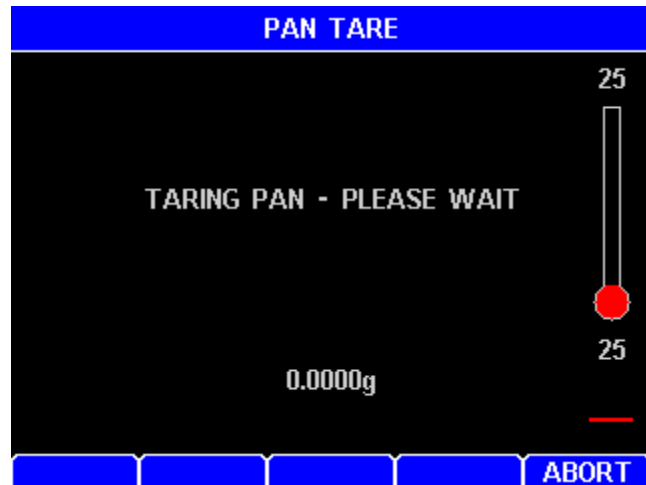 PAN TARE
25
TARING PAN - PLEASE WAIT
25
0.0000g
ABORT